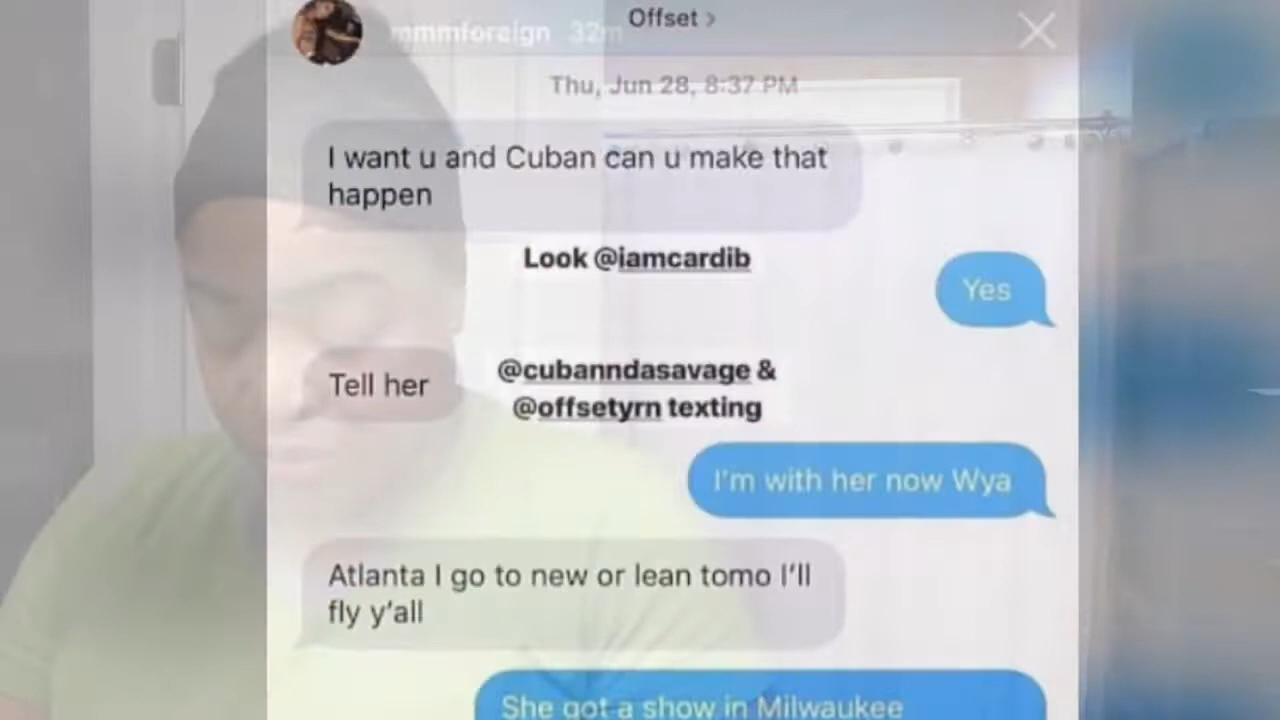 Offset >
mmmforeign 32m
Thu, Jun 28, 8:37 PM
I want u and Cuban can u make that
happen
Look @iamcardib
Yes
@cubanndasavage &
Tell her
@offsetyrn texting
I'm with her now Wya
Atlanta I go to new or lean tomo I'll
fly y'all
She got a show in Milwaukee